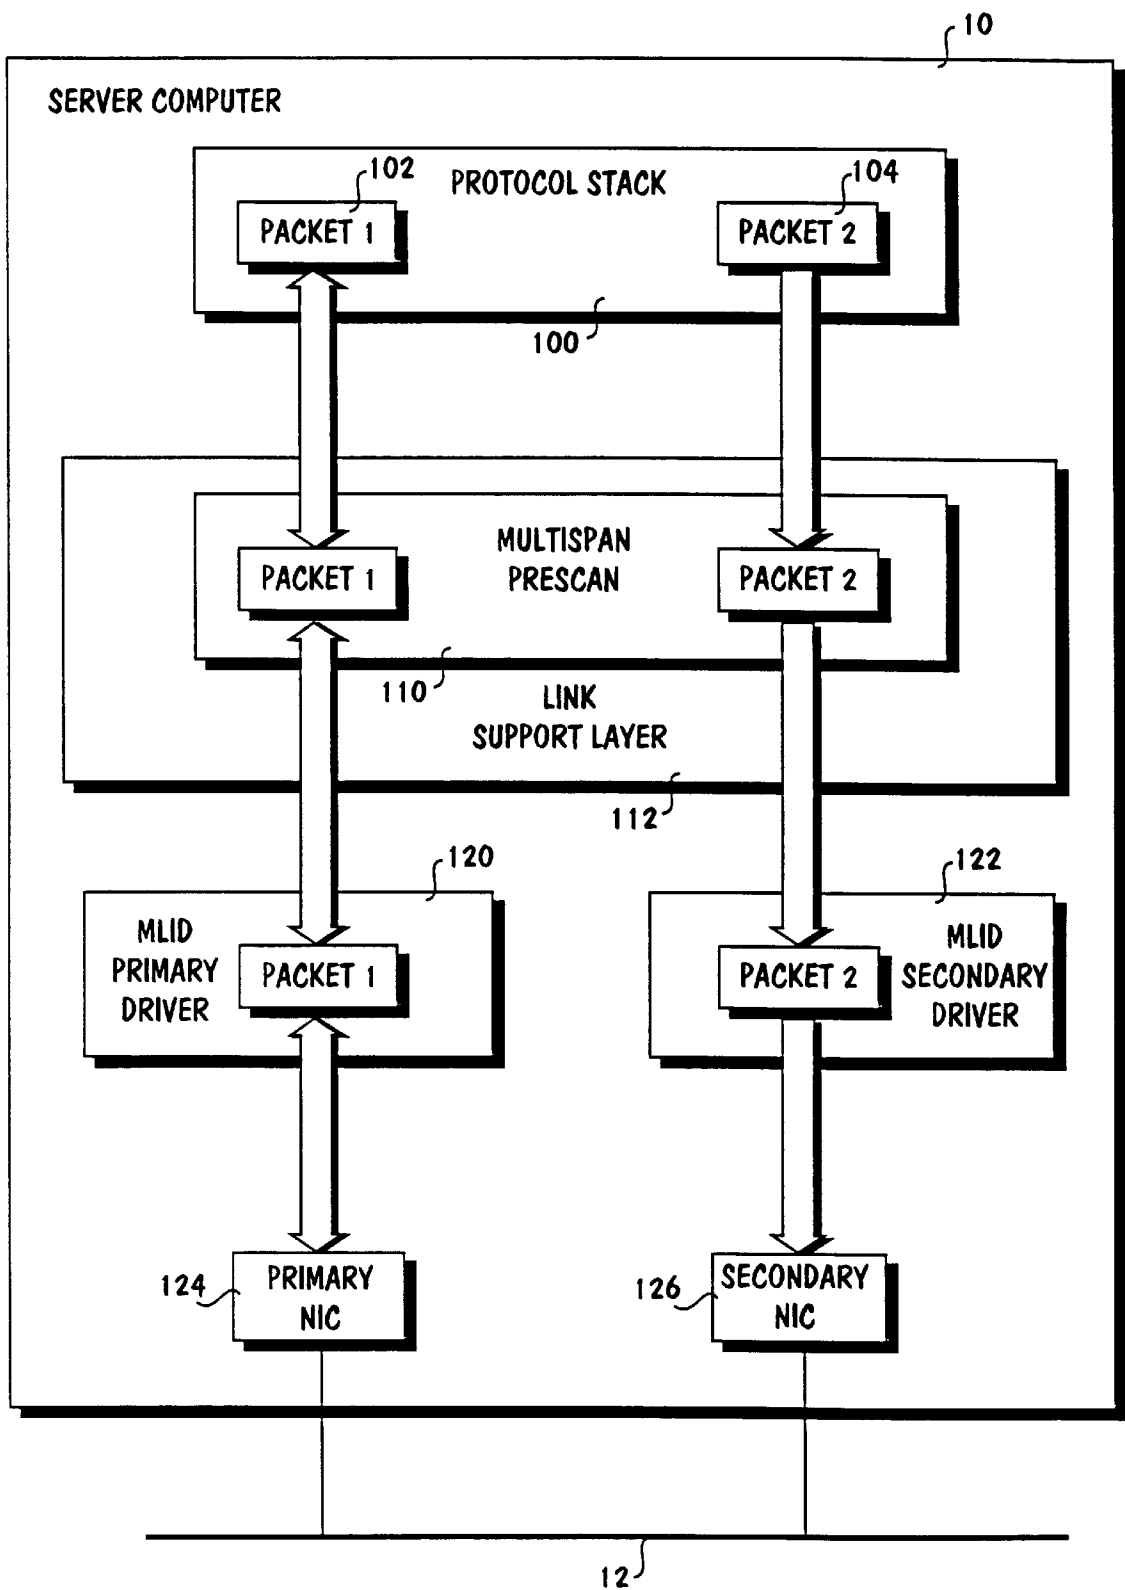 10
SERVER COMPUTER
102
PROTOCOL STACK
104
PACKET 1
PACKET 2
100
MULTISPAN
PRESCAN
PACKET 1
PACKET 2
110
LINK
SUPPORT LAYER
112
120
122
MLID
PRIMARY
DRIVER
PACKET 1
PACKET 2
MLID
SECONDARY
DRIVER
124
PRIMARY
NIC
126
SECONDARY
NIC
12